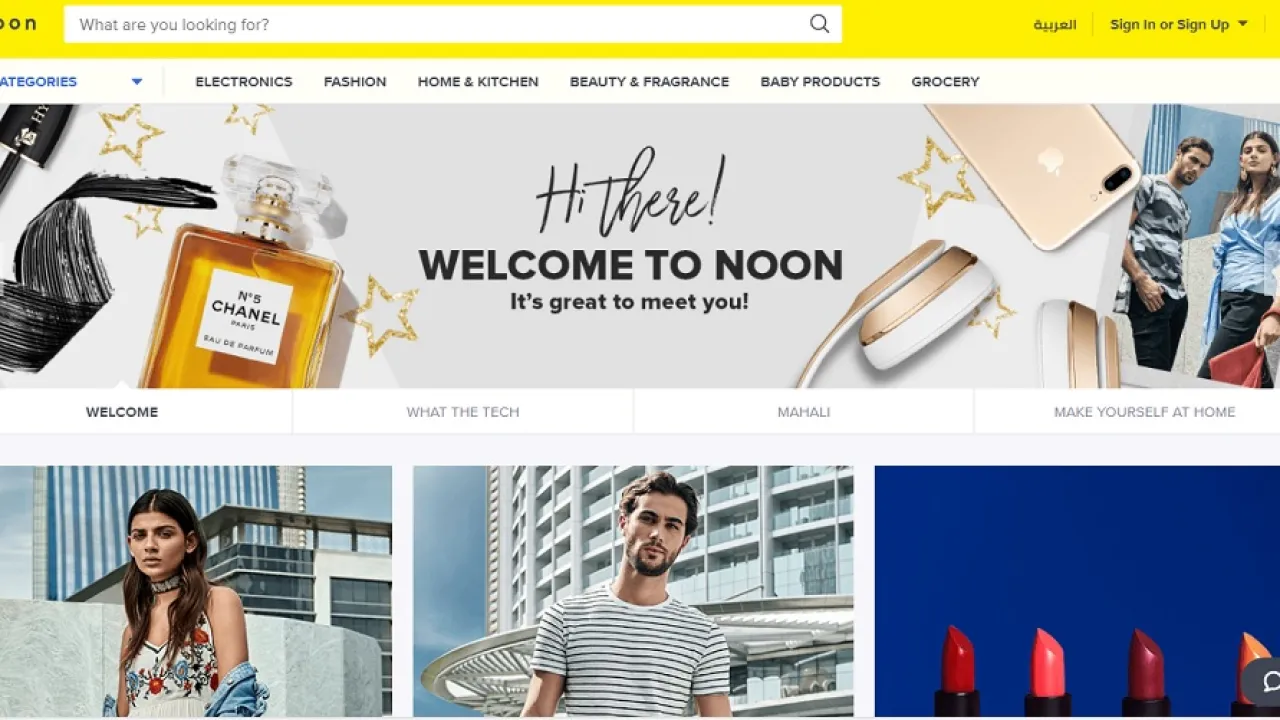 oon
What are you looking for?
العربية
Sign In or Sign Up
ATEGORIES
ELECTRONICS
FASHION
HOME & KITCHEN
BEAUTY & FRAGRANCE
BABY PRODUCTS
GROCERY
HY
Hi there!
WELCOME TO NOON
It's great to meet you!
N°5
CHANEL
PARIS
EAU DE PARFUM
WELCOME
WHAT THE TECH
MAHALI
MAKE YOURSELF AT HOME